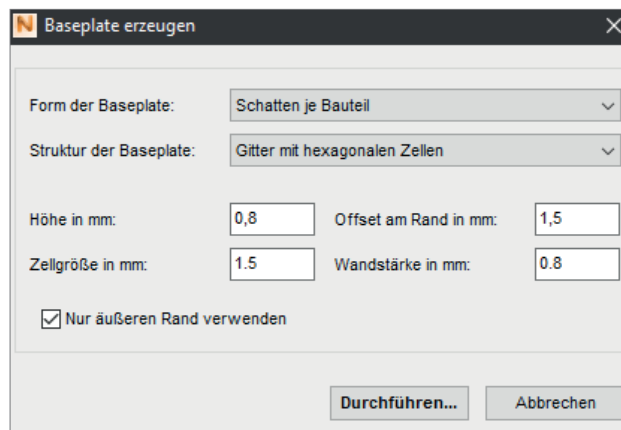 Baseplate erzeugen
Form der Baseplate: Schatten je Bauteil
Struktur der Baseplate: Gitter mit hexagonalen Zellen
Höhe in mm: 0,8 Offset am Rand in mm: 1,5
Zellgröße in mm: 1.5 Wandstärke in mm: 0.8
Nur äußeren Rand verwenden
Durchführen... Abbrechen